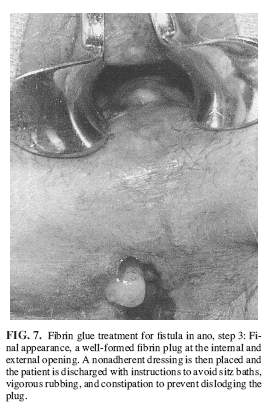 FIG. 7. Fibrin glue treatment for fistula in ano, step 3: Fi-
nal appearance, a well-formed fibrin plug at the internal and
external opening. A nonadherent dressing is then placed and
the patient is discharged with instructions to avoid sitz baths,
vigorous rubbing, and constipation to prevent dislodging the
plug.